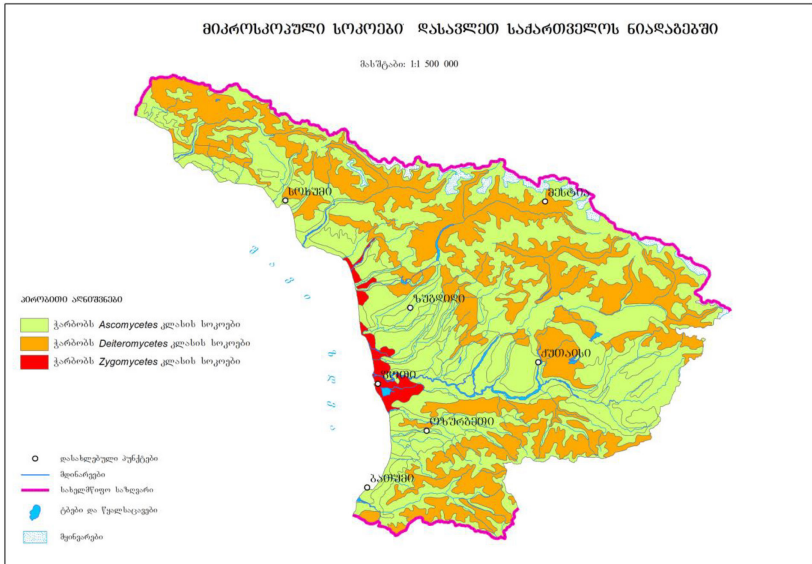 მიკროსკოპული სოკოები დასავლეთ საქართველოს ნიადაგებში
მასშტაბი: 1:1 500 000
სოხუმი
მესტია
შავი
ზუგდიდი
პირობითი აღნიშვნები
ჭარბობს Ascomycetes კლასის სოკოები
ჭარბობს Deiteromycetes კლასის სოკოები
ჭარბობს Zygomycetes კლასის სოკოები
ზღვა
ქუთაისი
ფოთი
ოზურგეთი
ბათუმი
დასახლებული პუნქტები
მდინარეები
სახელმწიფო საზღვარი
ტბები და წყალსაცავები
მყინვარები